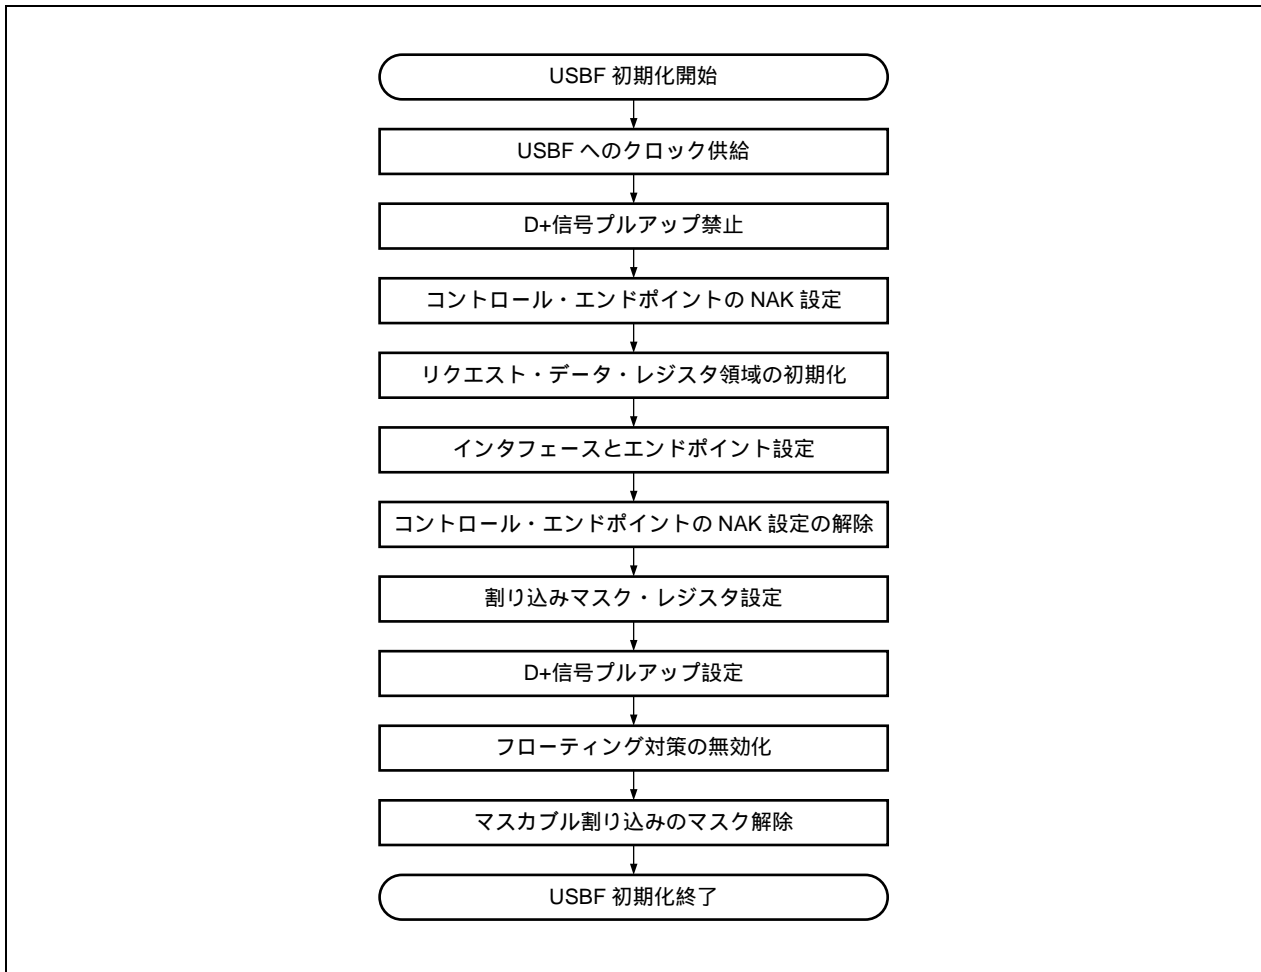 USBF 初期化開始
USBF へのクロック供給
D+信号プルアップ禁止
コントロール・エンドポイントの NAK 設定
リクエスト・データ・レジスタ領域の初期化
インタフェースとエンドポイント設定
コントロール・エンドポイントの NAK 設定の解除
割り込みマスク・レジスタ設定
D+信号プルアップ設定
フローティング対策の無効化
マスカブル割り込みのマスク解除
USBF 初期化終了